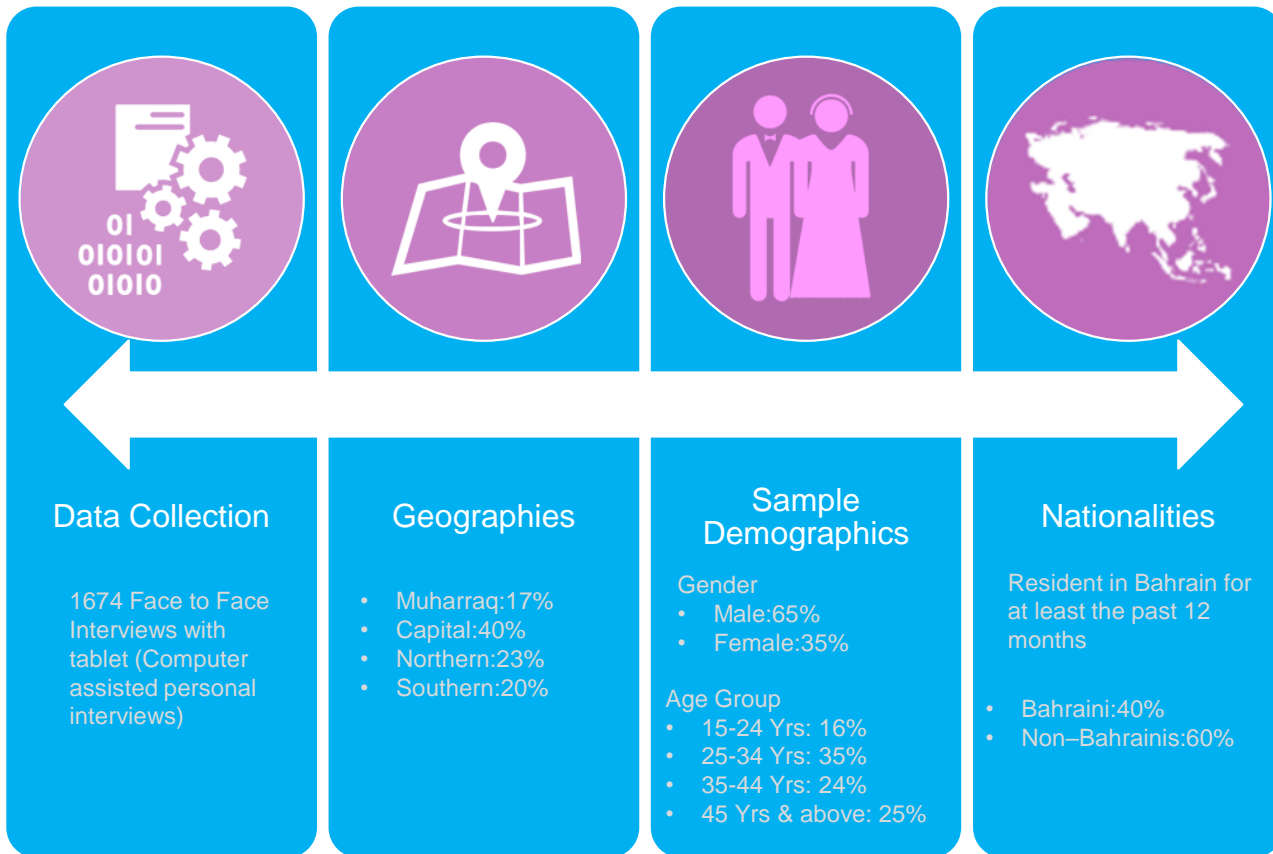 01
010101
01010
Data Collection
1674 Face to Face
Interviews with
tablet (Computer
assisted personal
interviews)
Geographies
• Muharraq:17%
• Capital:40%
• Northern:23%
• Southern:20%
Sample
Demographics
Gender
• Male:65%
• Female:35%
Age Group
• 15-24 Yrs: 16%
• 25-34 Yrs: 35%
• 35-44 Yrs: 24%
• 45 Yrs & above: 25%
Nationalities
Resident in Bahrain for
at least the past 12
months
• Bahraini:40%
• Non–Bahrainis:60%